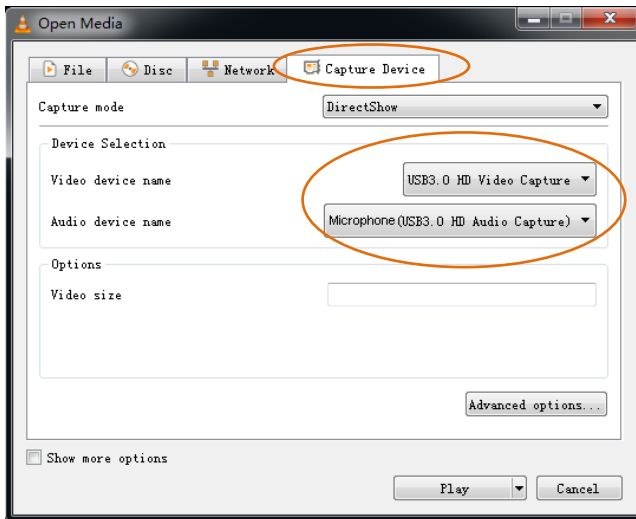 Open Media
File Disc Network Capture Device
Capture mode DirectShow
Device Selection
Video device name USB3.0 HD Video Capture
Audio device name Microphone (USB3.0 HD Audio Capture)
Options
Video size
Advanced options...
Show more options
Play Cancel